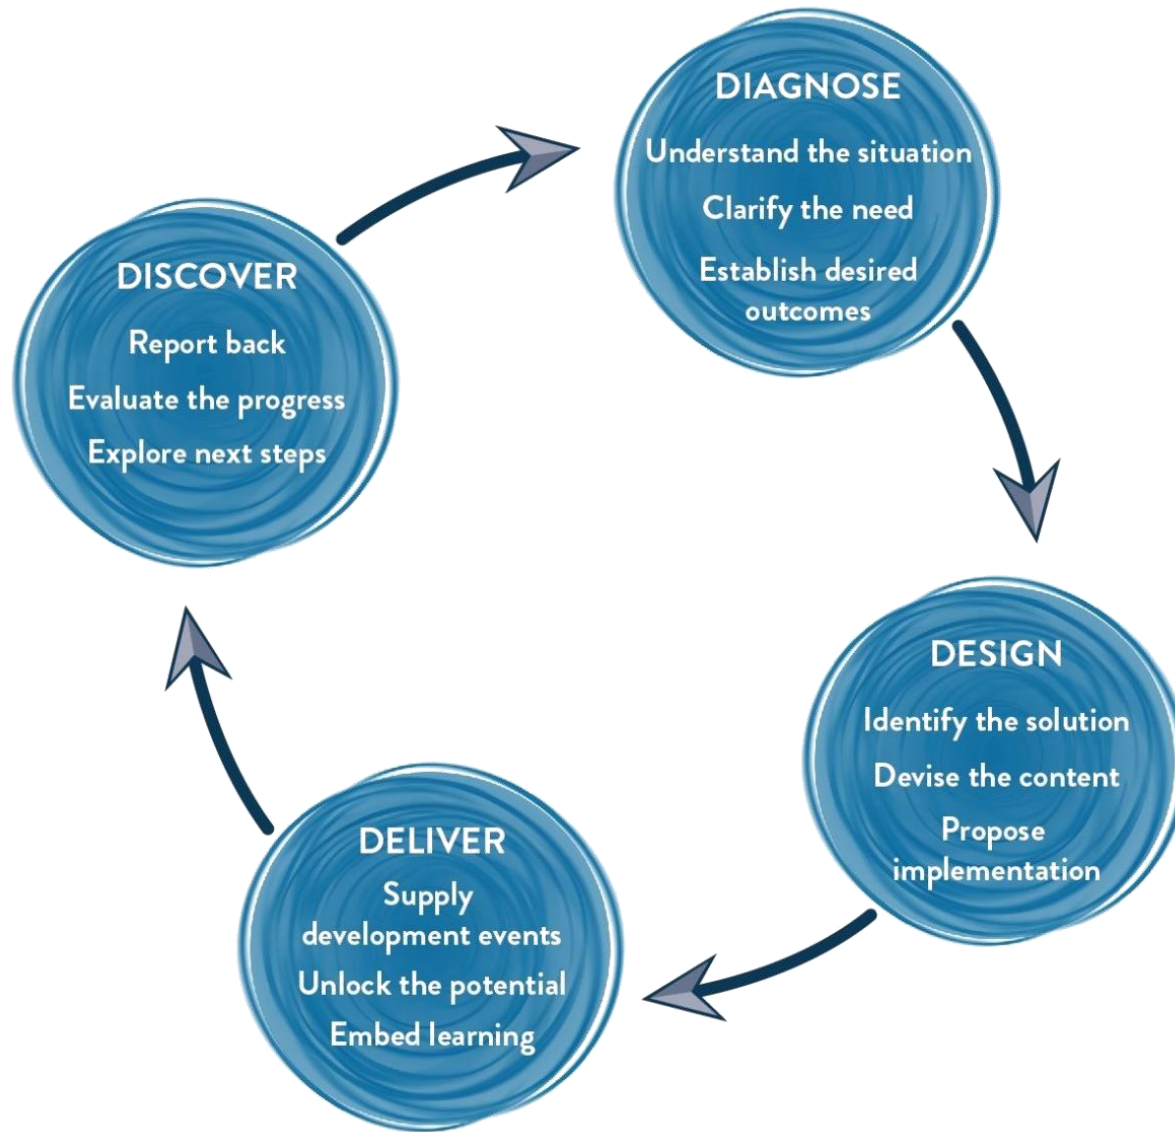 DIAGNOSE
Understand the situation
Clarify the need
Establish desired
outcomes
DESIGN
Identify the solution
Devise the content
Propose
implementation
DELIVER
Supply
development events
Unlock the potential
Embed learning
DISCOVER
Report back
Evaluate the progress
Explore next steps